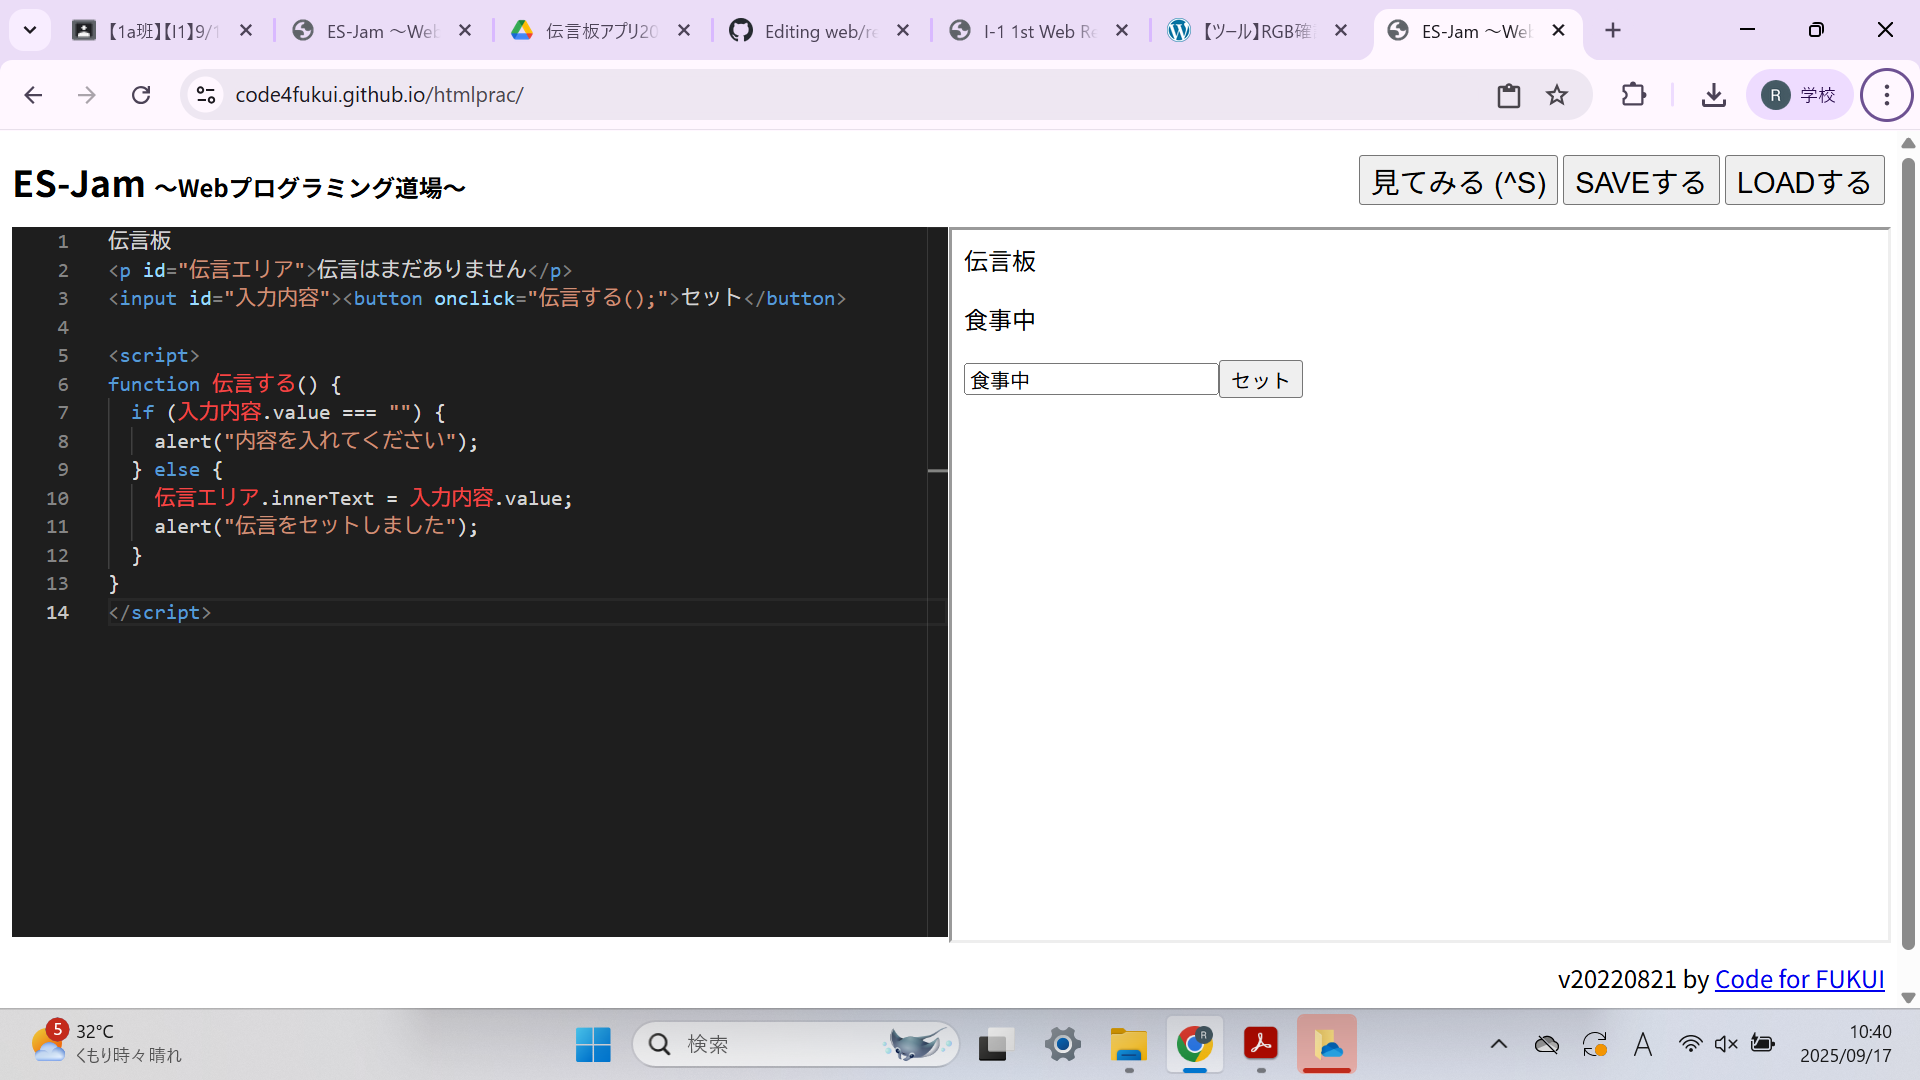 【1a班】【I1】9/1
ES-Jam 〜Web
伝言板アプリ20
Editing web/re
I-1 1st Web Re
【ツール】RGB確
ES-Jam 〜Web
code4fukui.github.io/htmlprac/
R 学校
ES-Jam 〜Webプログラミング道場〜
見てみる (^S) SAVEする LOADする
1 伝言板
2 <p id="伝言エリア">伝言はまだありません</p>
3 <input id="入力内容"><button onclick="伝言する();">セット</button>
4
5 <script>
6 function 伝言する() {
7 if (入力内容.value === "") {
8 alert("内容を入れてください");
9 } else {
10 伝言エリア.innerText = 入力内容.value;
11 alert("伝言をセットしました");
12 }
13 }
14 </script>
伝言板
食事中
食事中 セット
v20220821 by Code for FUKUI
5
32°C
くもり時々晴れ
検索
R
A
10:40
2025/09/17